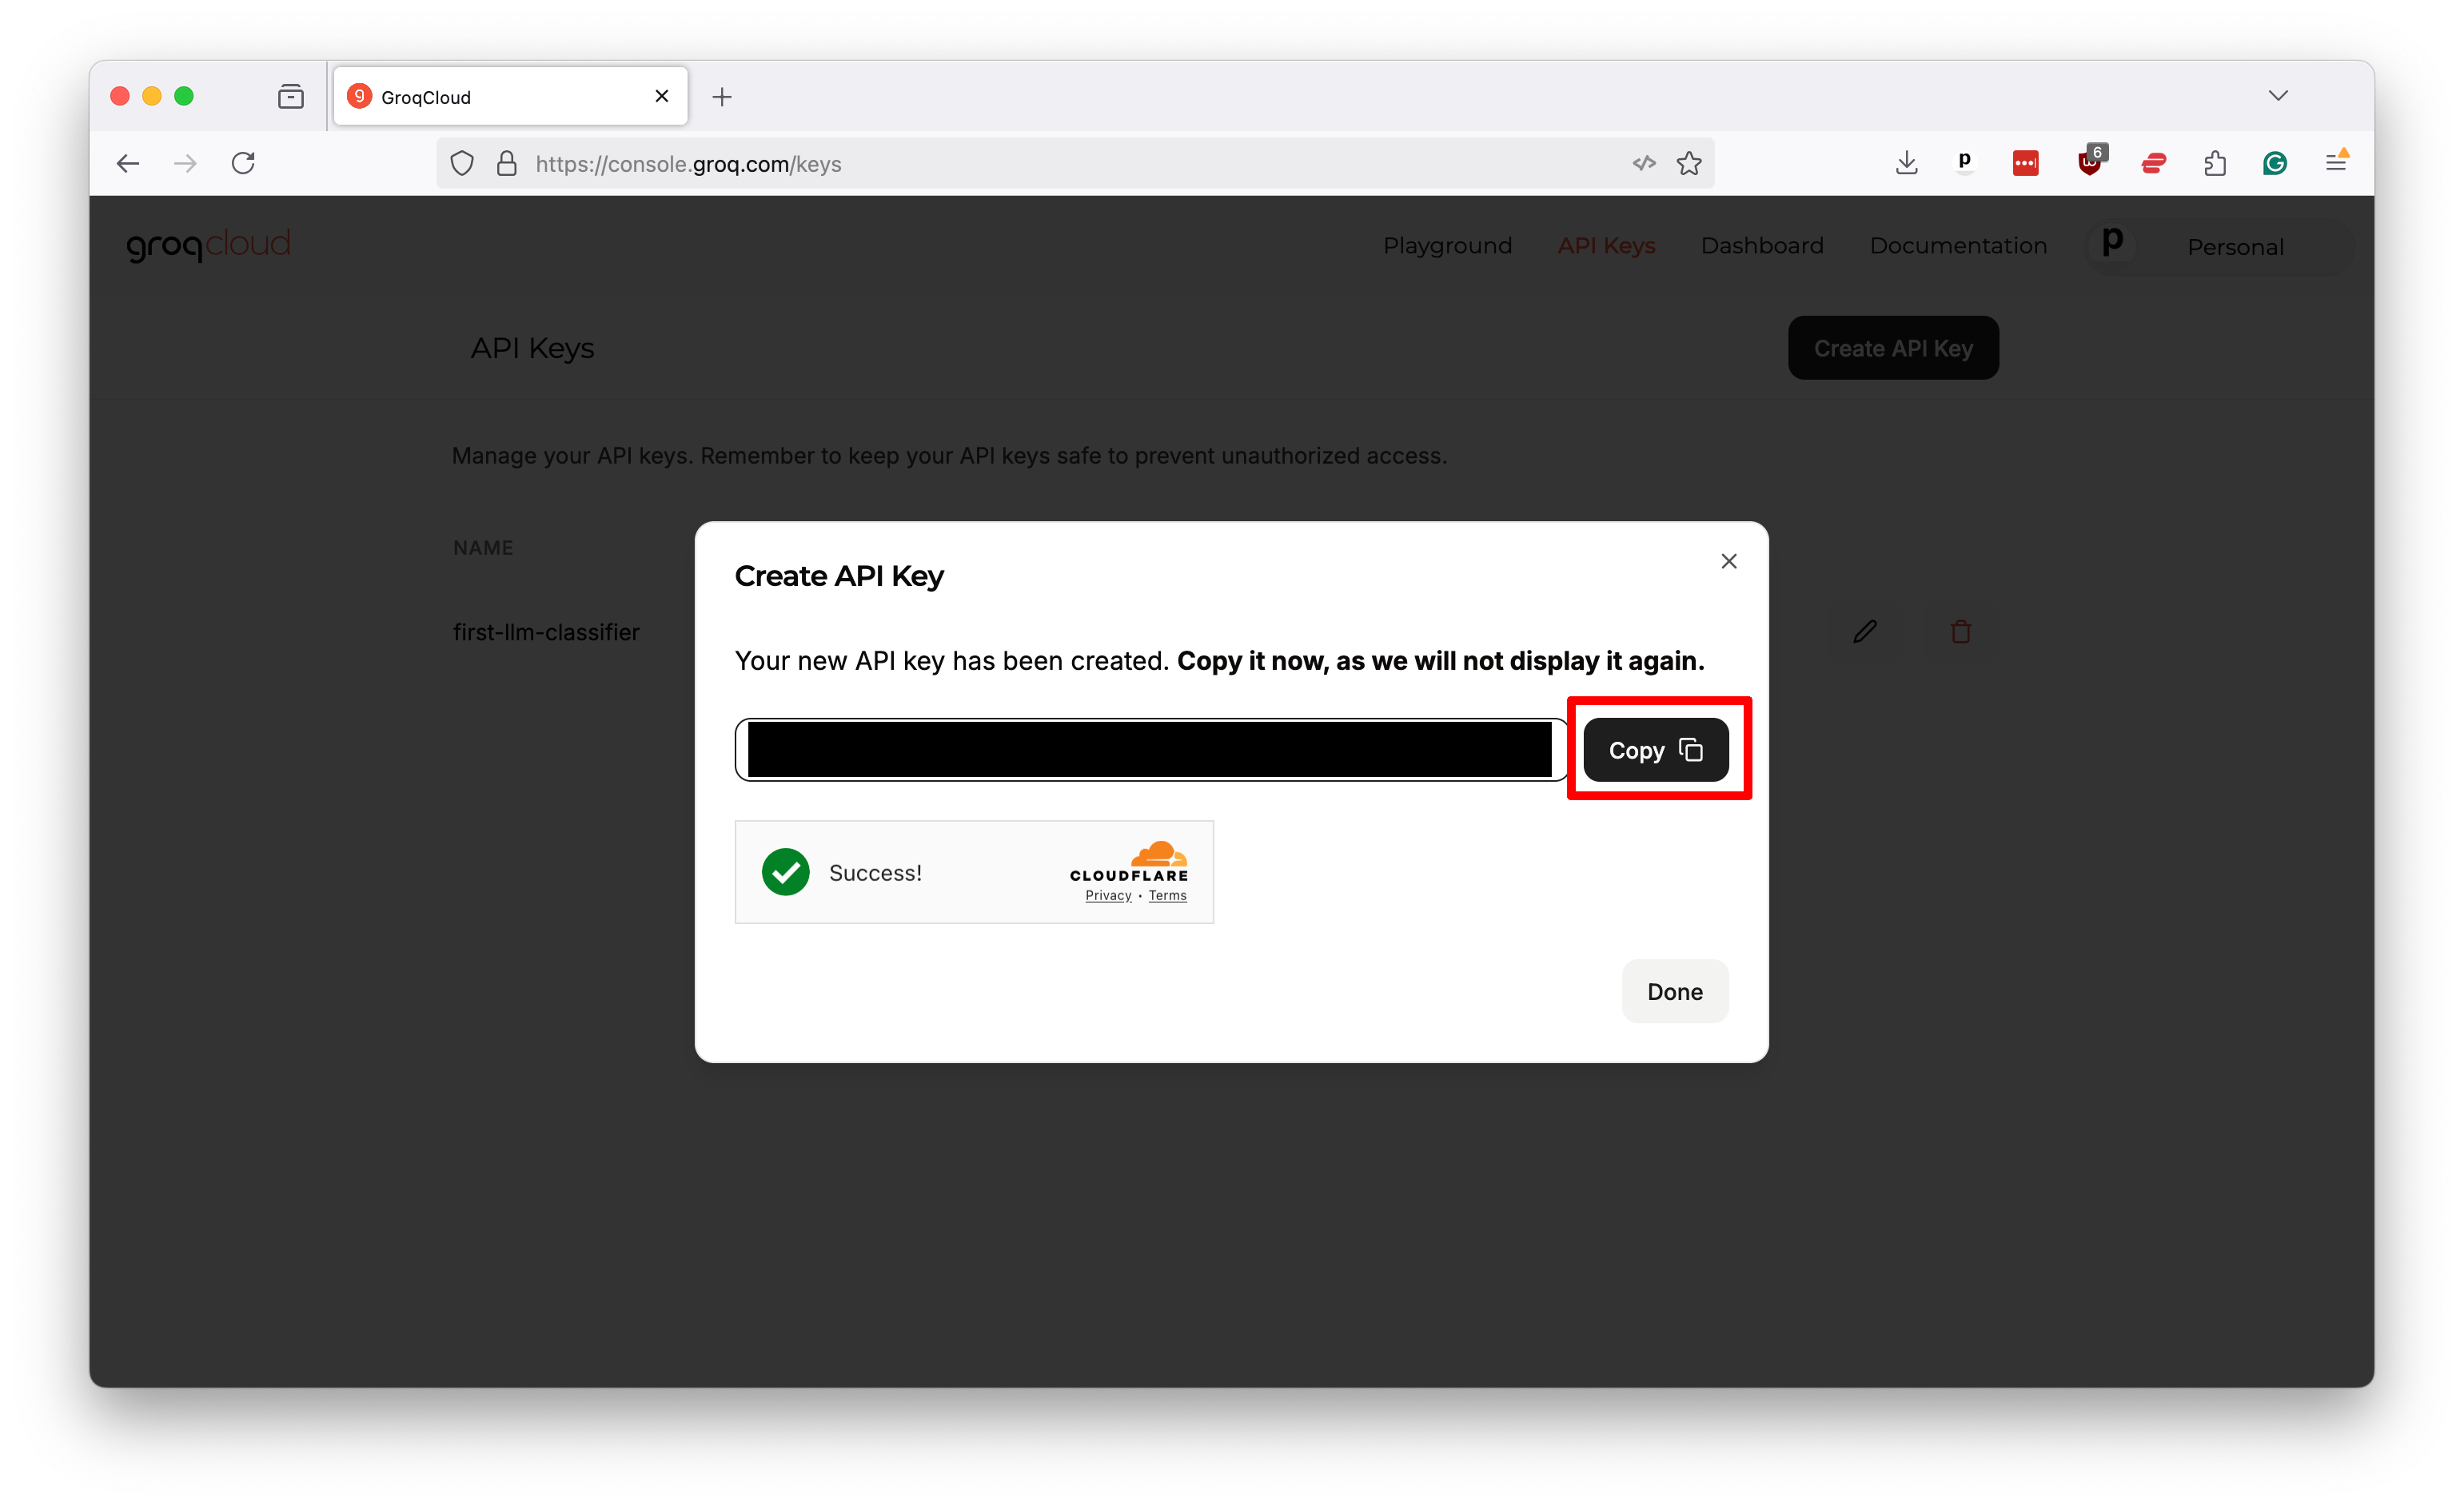 GroqCloud
https://console.groq.com/keys
6
groqcloud
Playground
API Keys
Dashboard
Documentation
p
Personal
API Keys
Create API Key
Manage your API keys. Remember to keep your API keys safe to prevent unauthorized access.
NAME
first-llm-classifier
Create API Key
Your new API key has been created. Copy it now, as we will not display it again.
Copy
Success!
CLOUDFLARE
Privacy • Terms
Done